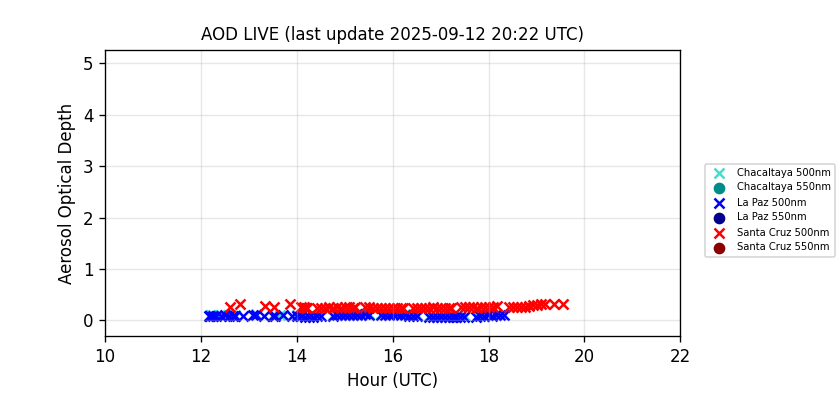 AOD LIVE (last update 2025-09-12 20:22 UTC)
Aerosol Optical Depth
5
4
3
2
1
0
10 12 14 16 18 20 22
Hour (UTC)
Chacaltaya 500nm
Chacaltaya 550nm
La Paz 500nm
La Paz 550nm
Santa Cruz 500nm
Santa Cruz 550nm